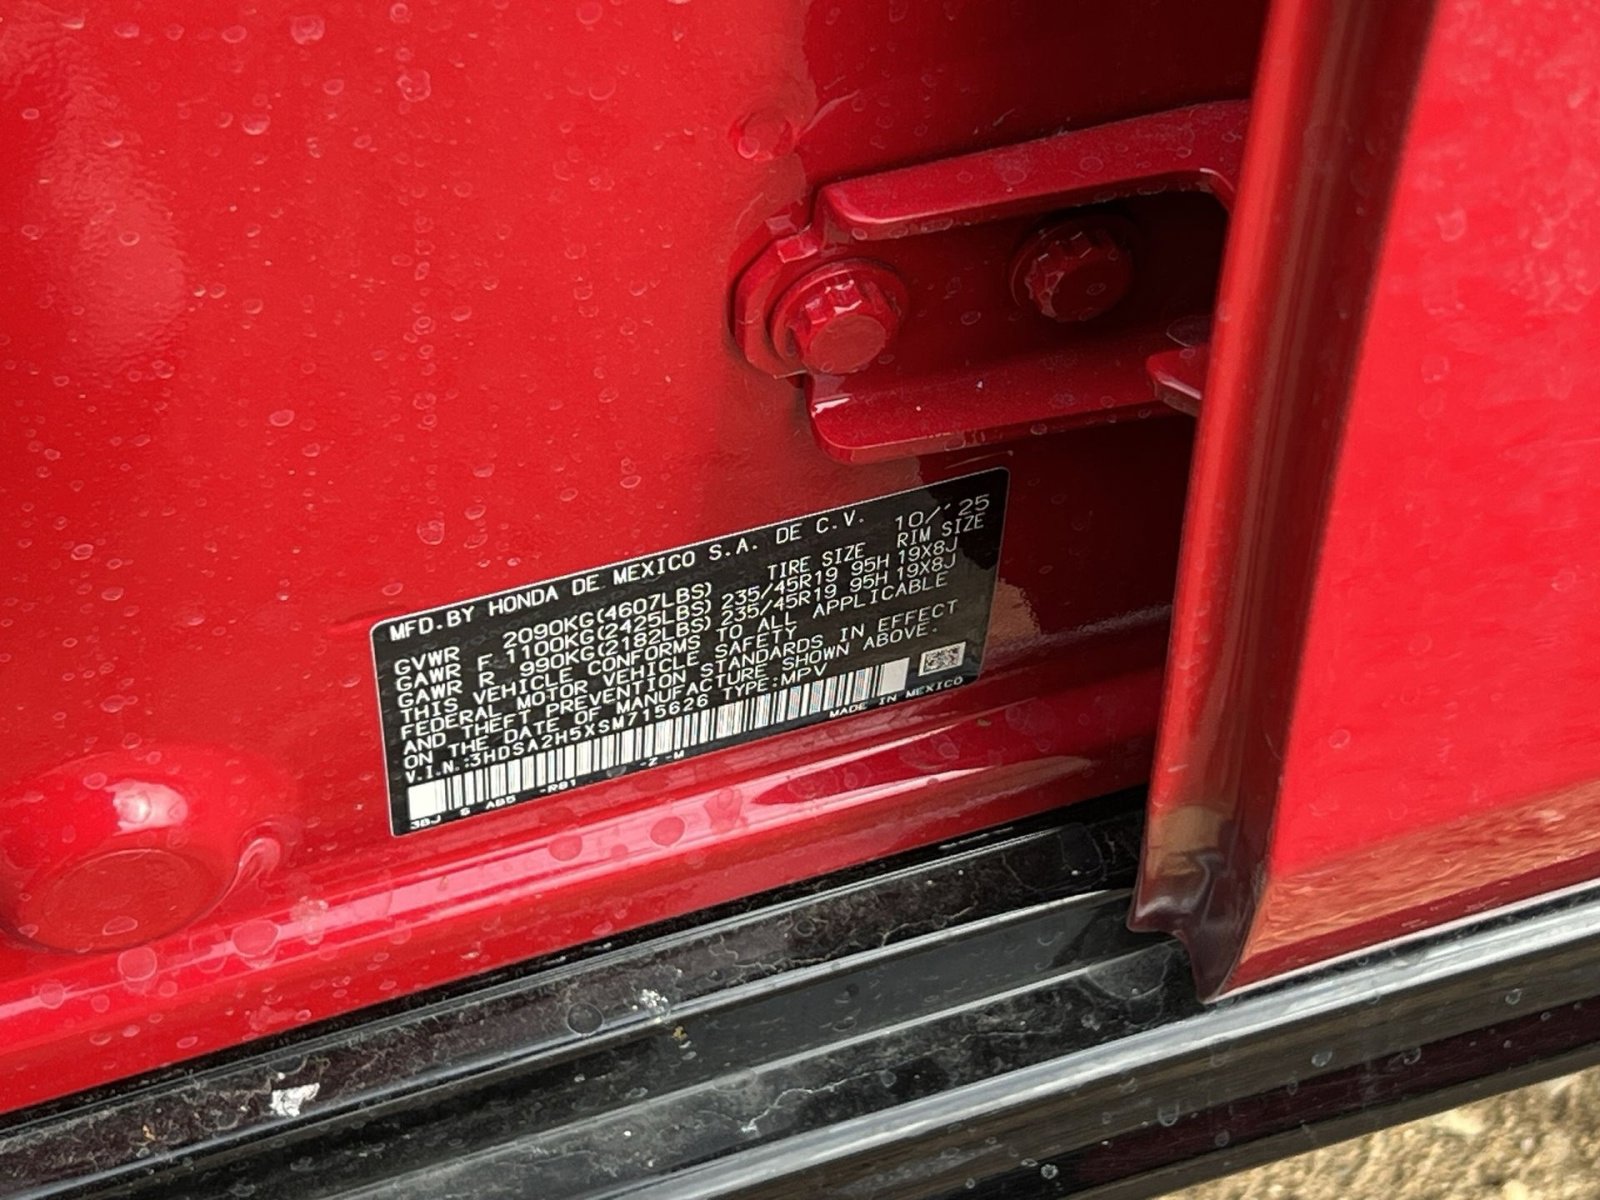 MFD. BY HONDA DE MEXICO S.A. DE C.V. 10/'25
TIRE SIZE RIM SIZE
GVWR 2090KG(4607LBS)
GAWR F 1100KG(2425LBS) 235/45R19 95H 19X8J
GAWR R 990KG(2182LBS) 235/45R19 95H 19X8J
THIS VEHICLE CONFORMS TO ALL APPLICABLE
FEDERAL MOTOR VEHICLE SAFETY
AND THEFT PREVENTION STANDARDS IN EFFECT
ON THE DATE OF MANUFACTURE SHOWN ABOVE.
V.I.N.:3HDSA2H5XSM715626 TYPE:MPV
MADE IN MEXICO
3BJ AB5 -R81 -Z -M